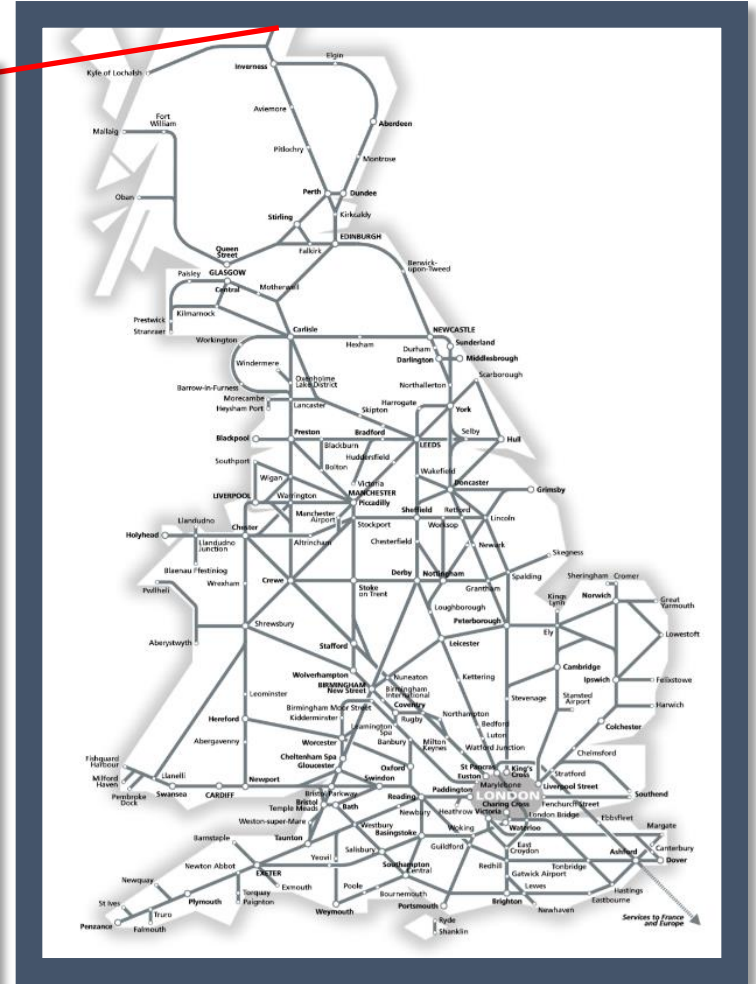 Kyle of Lochalsh
Inverness
Elgin
Aviemore
Aberdeen
Fort
William
Mallaig
Pitlochry
Montrose
Oban
Perth
Dundee
Stirling
Kirkcaldy
Queen
Street
Falkirk
EDINBURGH
Berwick-
upon-Tweed
Paisley
GLASGOW
Central
Motherwell
Prestwick
Stranraer
Kilmarnock
Workington
Carlisle
Hexham
NEWCASTLE
Sunderland
Durham
Darlington
Middlesbrough
Windermere
Oxenholme
Lake District
Northallerton
Scarborough
Barrow-in-Furness
Morecambe
Heysham Port
Lancaster
Skipton
Harrogate
York
Blackpool
Preston
Blackburn
Bradford
LEEDS
Selby
Hull
Southport
Bolton
Huddersfield
Wakefield
Wigan
Victoria
Doncaster
LIVERPOOL
Warrington
MANCHESTER
Piccadilly
Grimsby
Llandudno
Manchester
Airport
Stockport
Sheffield
Retford
Worksop
Lincoln
Holyhead
Llandudno
Junction
Chester
Altrincham
Chesterfield
Newark
Skegness
Blaenau Ffestiniog
Pwllheli
Wrexham
Crewe
Stoke
on Trent
Derby
Nottingham
Grantham
Spalding
Sheringham
Cromer
Kings
Lynn
Norwich
Great
Yarmouth
Loughborough
Peterborough
Aberystwyth
Shrewsbury
Stafford
Leicester
Ely
Lowestoft
Wolverhampton
BIRMINGHAM
New Street
Nuneaton
Birmingham
International
Kettering
Cambridge
Stansted
Airport
Ipswich
Felixstowe
Leominster
Birmingham Moor Street
Kidderminster
Coventry
Rugby
Northampton
Stevenage
Harwich
Hereford
Leamington
Spa
Bedford
Colchester
Abergavenny
Worcester
Banbury
Milton
Keynes
Luton
Watford Junction
Chelmsford
Fishguard
Harbour
Milford
Haven
Pembroke
Dock
Llanelli
Swansea
CARDIFF
Newport
Cheltenham Spa
Gloucester
Oxford
St Pancras
King's
Cross
Euston
Stratford
Marylebone
Liverpool Street
Bristol Parkway
Swindon
Paddington
LONDON
Southend
Bristol
Temple Meads
Bath
Reading
Charing Cross
Fenchurch Street
Newbury
Heathrow
Victoria
London Bridge
Ebbsfleet
Weston-super-Mare
Westbury
Basingstoke
Woking
Waterloo
Margate
Barnstaple
Taunton
Salisbury
Guildford
East
Croydon
Canterbury
Ashford
Dover
Newton Abbot
EXETER
Yeovil
Southampton
Central
Redhill
Gatwick Airport
Tonbridge
Newquay
Exmouth
Poole
Bournemouth
Lewes
Hastings
Eastbourne
St Ives
Truro
Plymouth
Torquay
Paignton
Weymouth
Portsmouth
Brighton
Newhaven
Penzance
Falmouth
Ryde
Shanklin
Services to France
and Europe